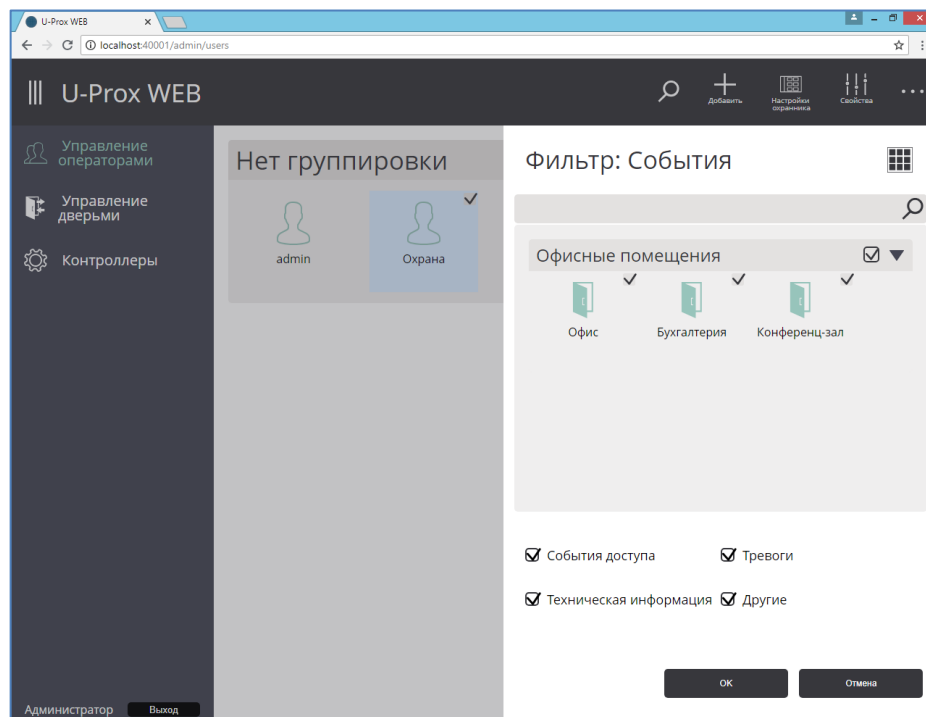 U-Prox WEB
localhost:40001/admin/users
U-Prox WEB
Добавить
Настройки
охранника
Свойства
Управление
операторами
Управление
дверьми
Контроллеры
Нет группировки
admin
Охрана
Фильтр: События
Офисные помещения
Офис
Бухгалтерия
Конференц-зал
События доступа
Тревоги
Техническая информация
Другие
ОК
Отмена
Администратор
Выход